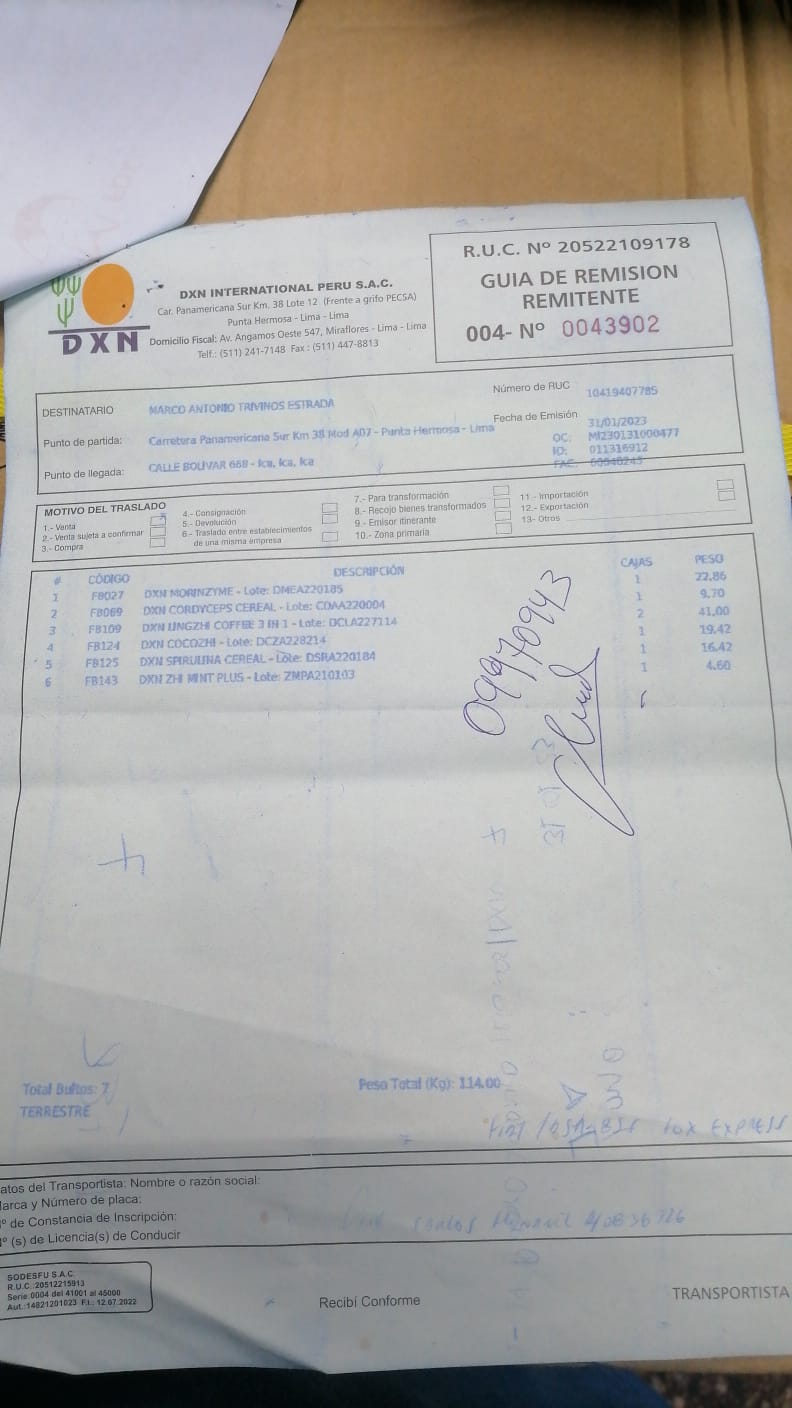 R.U.C. Nº 20522109178
GUIA DE REMISION
REMITENTE
004- Nº 0043902
DXN
DXN INTERNATIONAL PERU S.A.C.
Car. Panamericana Sur Km. 38 Lote 12 (Frente a grifo PECSA)
Punta Hermosa - Lima - Lima
Domicilio Fiscal: Av. Angamos Oeste 547, Miraflores - Lima - Lima
Telf.: (511) 241-7148 Fax : (511) 447-8813
DESTINATARIO MARCO ANTONIO TRIVINOS ESTRADA
Número de RUC 10419407785
Punto de partida: Carretera Panamericana Sur Km 38 Mod A07 - Punta Hermosa - Lima
Fecha de Emisión 31/01/2023
Punto de llegada: CALLE BOLIVAR 668 - Ica, Ica, Ica
OC: MI230131000477
ID: 011316912
FAC:
MOTIVO DEL TRASLADO
1.- Venta
2.- Venta sujeta a confirmar
3.- Compra
4.- Consignación
5.- Devolución
6.- Traslado entre establecimientos
de una misma empresa
7.- Para transformación
8.- Recojo bienes transformados
9.- Emisor itinerante
10.- Zona primaria
11.- Importación
12.- Exportación
13.- Otros
# CÓDIGO DESCRIPCIÓN CAJAS PESO
1 FB027 DXN MORINZYME - Lote: DMEA220185 1 22.86
2 FB069 DXN CORDYCEPS CEREAL - Lote: CDAA220004 1 9.70
3 FB109 DXN LINGZHI COFFEE 3 IN 1 - Lote: DCLA227114 2 41.00
4 FB124 DXN COCOZHI - Lote: DCZA228214 1 19.42
5 FB125 DXN SPIRULINA CEREAL - Lote: DSRA220184 1 16.42
6 FB143 DXN ZHI MINT PLUS - Lote: ZMPA210103 1 4.60
Total Bultos: 7
Peso Total (Kg): 114.00
TERRESTRE
EXPRESS
atos del Transportista: Nombre o razón social:
arca y Número de placa:
º de Constancia de Inscripción:
º (s) de Licencia(s) de Conducir
Carlos
SODESFU S.A.C.
R.U.C.:20512215913
Serie:0004 del 41001 al 45000
Aut.:14821201023 F.I.: 12.07.2022
Recibí Conforme
TRANSPORTISTA